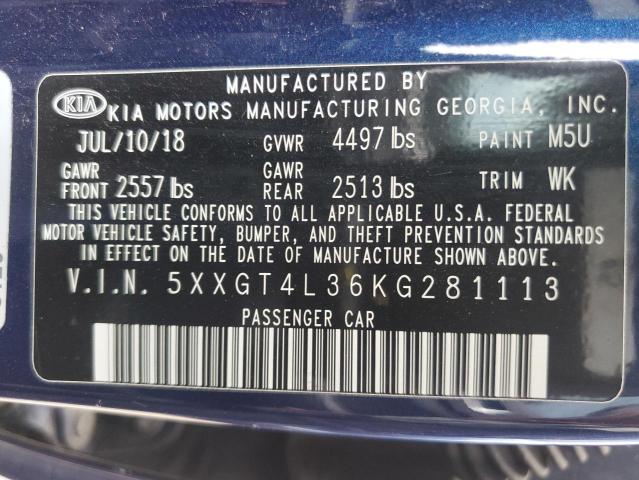 MANUFACTURED BY
KIA KIA MOTORS MANUFACTURING GEORGIA, INC.
JUL/10/18 GVWR 4497 lbs PAINT M5U
GAWR FRONT 2557 lbs GAWR REAR 2513 lbs TRIM WK
THIS VEHICLE CONFORMS TO ALL APPLICABLE U.S.A. FEDERAL
MOTOR VEHICLE SAFETY, BUMPER, AND THEFT PREVENTION STANDARDS
IN EFFECT ON THE DATE OF MANUFACTURE SHOWN ABOVE.
V.I.N. 5XXGT4L36KG281113
PASSENGER CAR